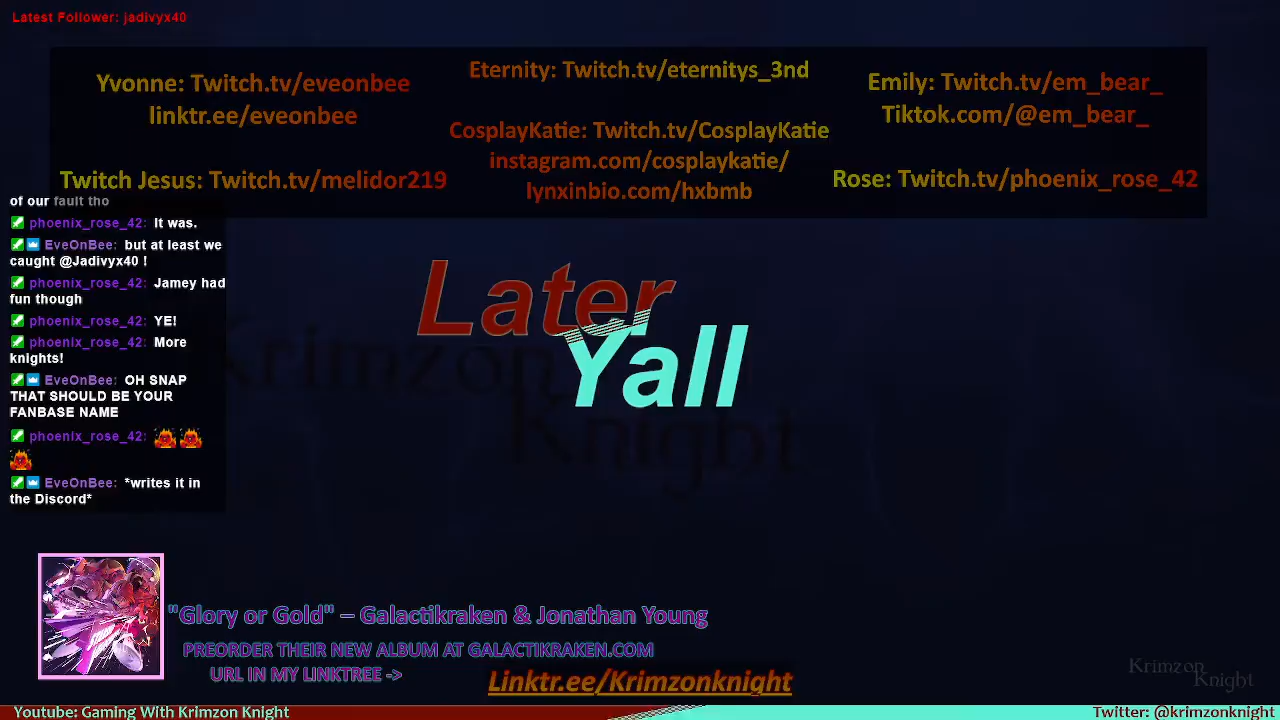 Latest Follower: jadivyx40
Yvonne: Twitch.tv/eveonbee
linktr.ee/eveonbee
Twitch Jesus: Twitch.tv/melidor219
Eternity: Twitch.tv/eternitys_3nd
CosplayKatie: Twitch.tv/CosplayKatie
instagram.com/cosplaykatie/
lynxinbio.com/hxbmb
Emily: Twitch.tv/em_bear_
Tiktok.com/@em_bear_
Rose: Twitch.tv/phoenix_rose_42
of our fault tho
phoenix_rose_42: It was.
EveOnBee: but at least we
caught @Jadivyx40 !
phoenix_rose_42: Jamey had
fun though
phoenix_rose_42: YE!
phoenix_rose_42: More
knights!
EveOnBee: OH SNAP
THAT SHOULD BE YOUR
FANBASE NAME
phoenix_rose_42:
EveOnBee: *writes it in
the Discord*
Later
Yall
Krimzon
Knight
"Glory or Gold" – Galactikraken & Jonathan Young
PREORDER THEIR NEW ALBUM AT GALACTIKRAKEN.COM
URL IN MY LINKTREE ->
Linktr.ee/Krimzonknight
Krimzon
Knight
Youtube: Gaming With Krimzon Knight
Twitter: @krimzonknight